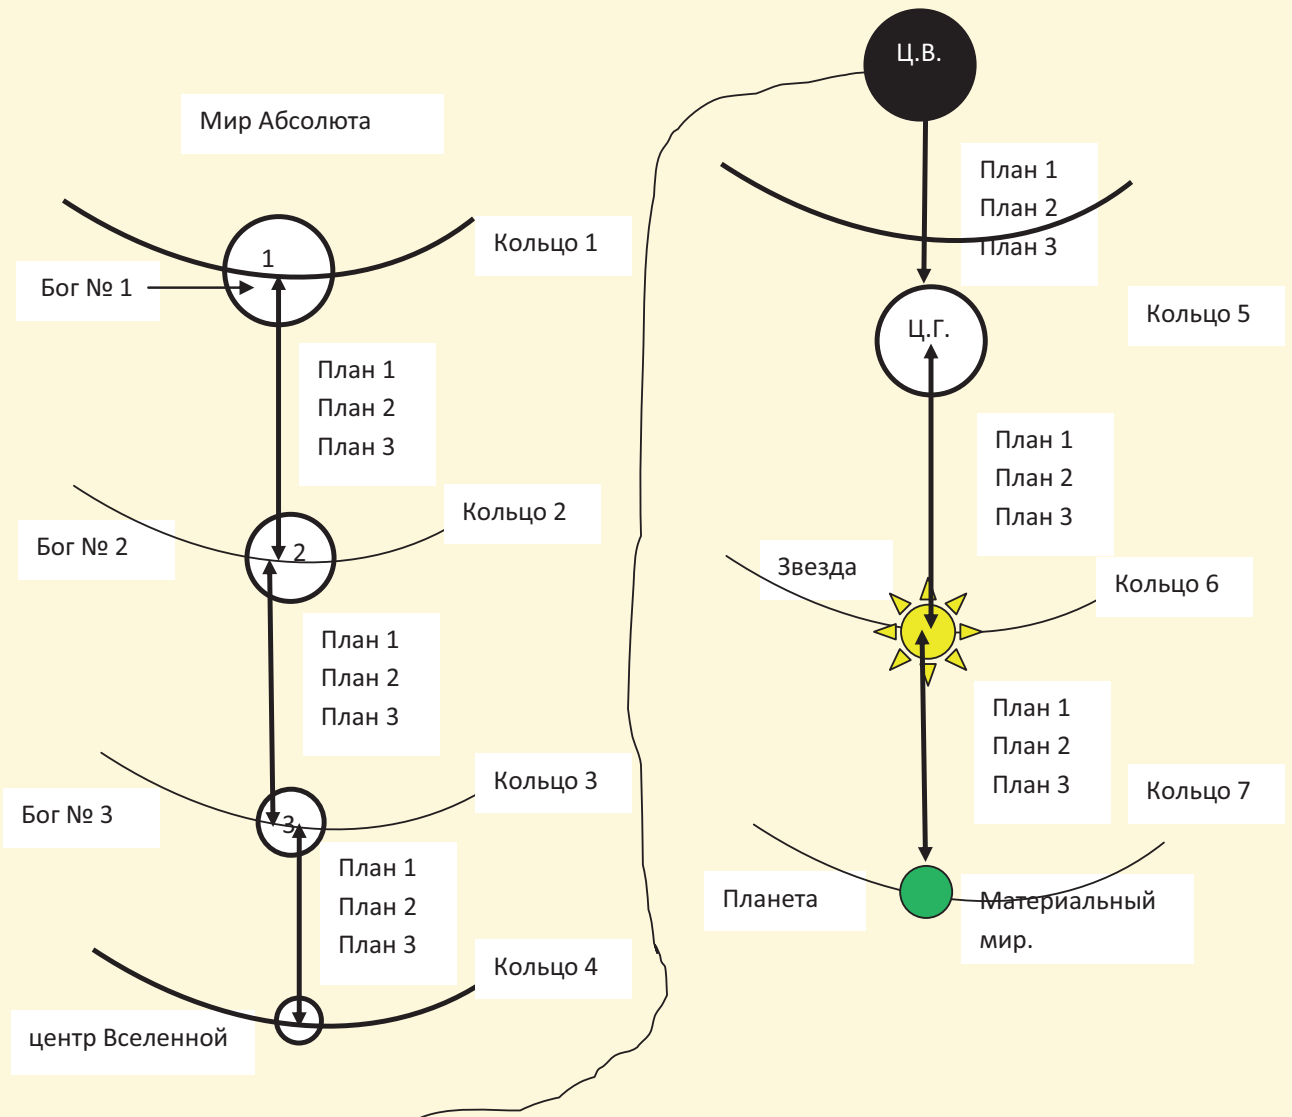 Мир Абсолюта
1
Кольцо 1
Бог № 1
План 1
План 2
План 3
Кольцо 2
Бог № 2
2
План 1
План 2
План 3
Кольцо 3
Бог № 3
3
План 1
План 2
План 3
Кольцо 4
центр Вселенной
Ц.В.
План 1
План 2
План 3
Кольцо 5
Ц.Г.
План 1
План 2
План 3
Звезда
Кольцо 6
План 1
План 2
План 3
Кольцо 7
Планета
Материальный
мир.